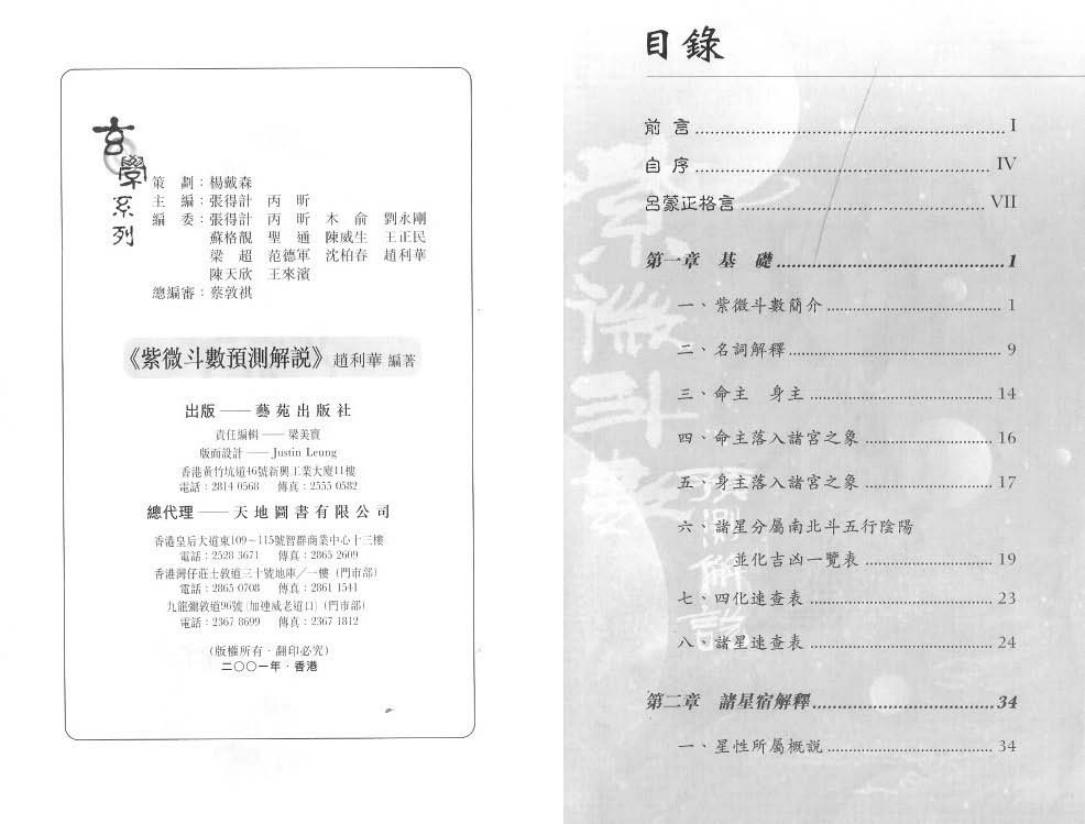 玄學系列
策　劃：楊戴森
主　編：張得計　丙　昕
編　委：張得計　丙　昕　木　俞　劉永剛
蘇格靚　聖　通　陳威生　王正民
梁　超　范德軍　沈柏春　趙利華
陳天欣　王來濱
總編審：蔡敦祺
《紫微斗數預測解説》趙利華 編著
出版 —— 藝苑出版社
責任編輯 —— 梁美寶
版面設計 —— Justin Leung
香港黃竹坑道46號新興工業大廈11樓
電話：2814 0568　傳真：2555 0582
總代理 —— 天地圖書有限公司
香港皇后大道東109～115號智群商業中心十三樓
電話：2528 3671　傳真：2865 2609
香港灣仔莊士敦道三十號地庫／一樓（門市部）
電話：2865 0708　傳真：2861 1541
九龍彌敦道96號(加連威老道口)（門市部）
電話：2367 8699　傳真：2367 1812
（版權所有‧翻印必究）
二〇〇一年‧香港
目錄
前 言 ........ I
自 序 ........ IV
呂蒙正格言 ........ VII
第一章　基　礎 ........ 1
一、紫微斗數簡介 ........ 1
二、名詞解釋 ........ 9
三、命主　身主 ........ 14
四、命主落入諸宮之象 ........ 16
五、身主落入諸宮之象 ........ 17
六、諸星分屬南北斗五行陰陽
並化吉凶一覽表 ........ 19
七、四化速查表 ........ 23
八、諸星速查表 ........ 24
第二章　諸星宿解釋 ........ 34
一、星性所屬概説 ........ 34
紫微斗數
預測解説